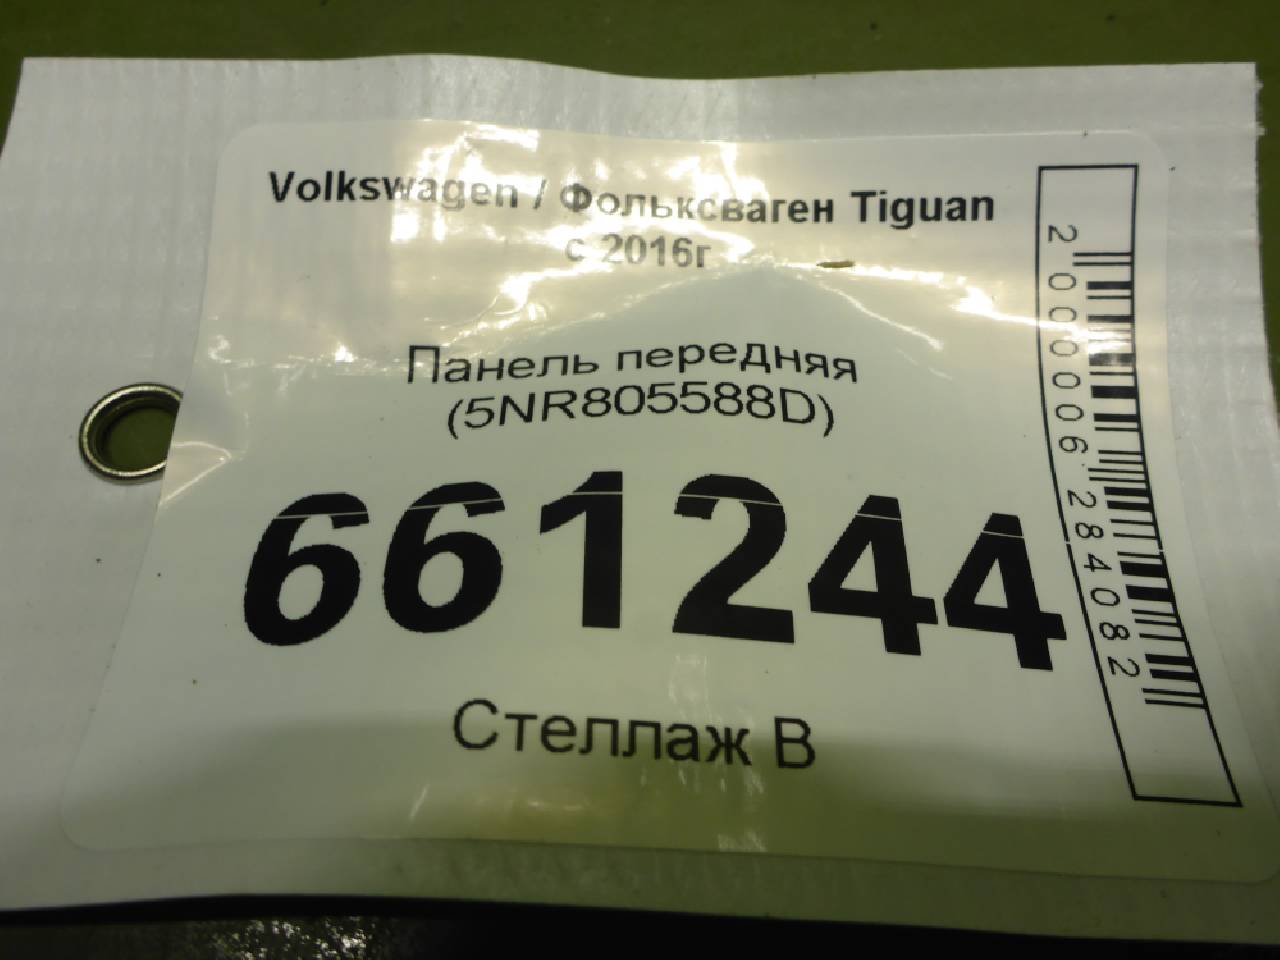 Volkswagen / Фольксваген Tiguan
с 2016г
Панель передняя
(5NR805588D)
661244
Стеллаж В
2000006284082